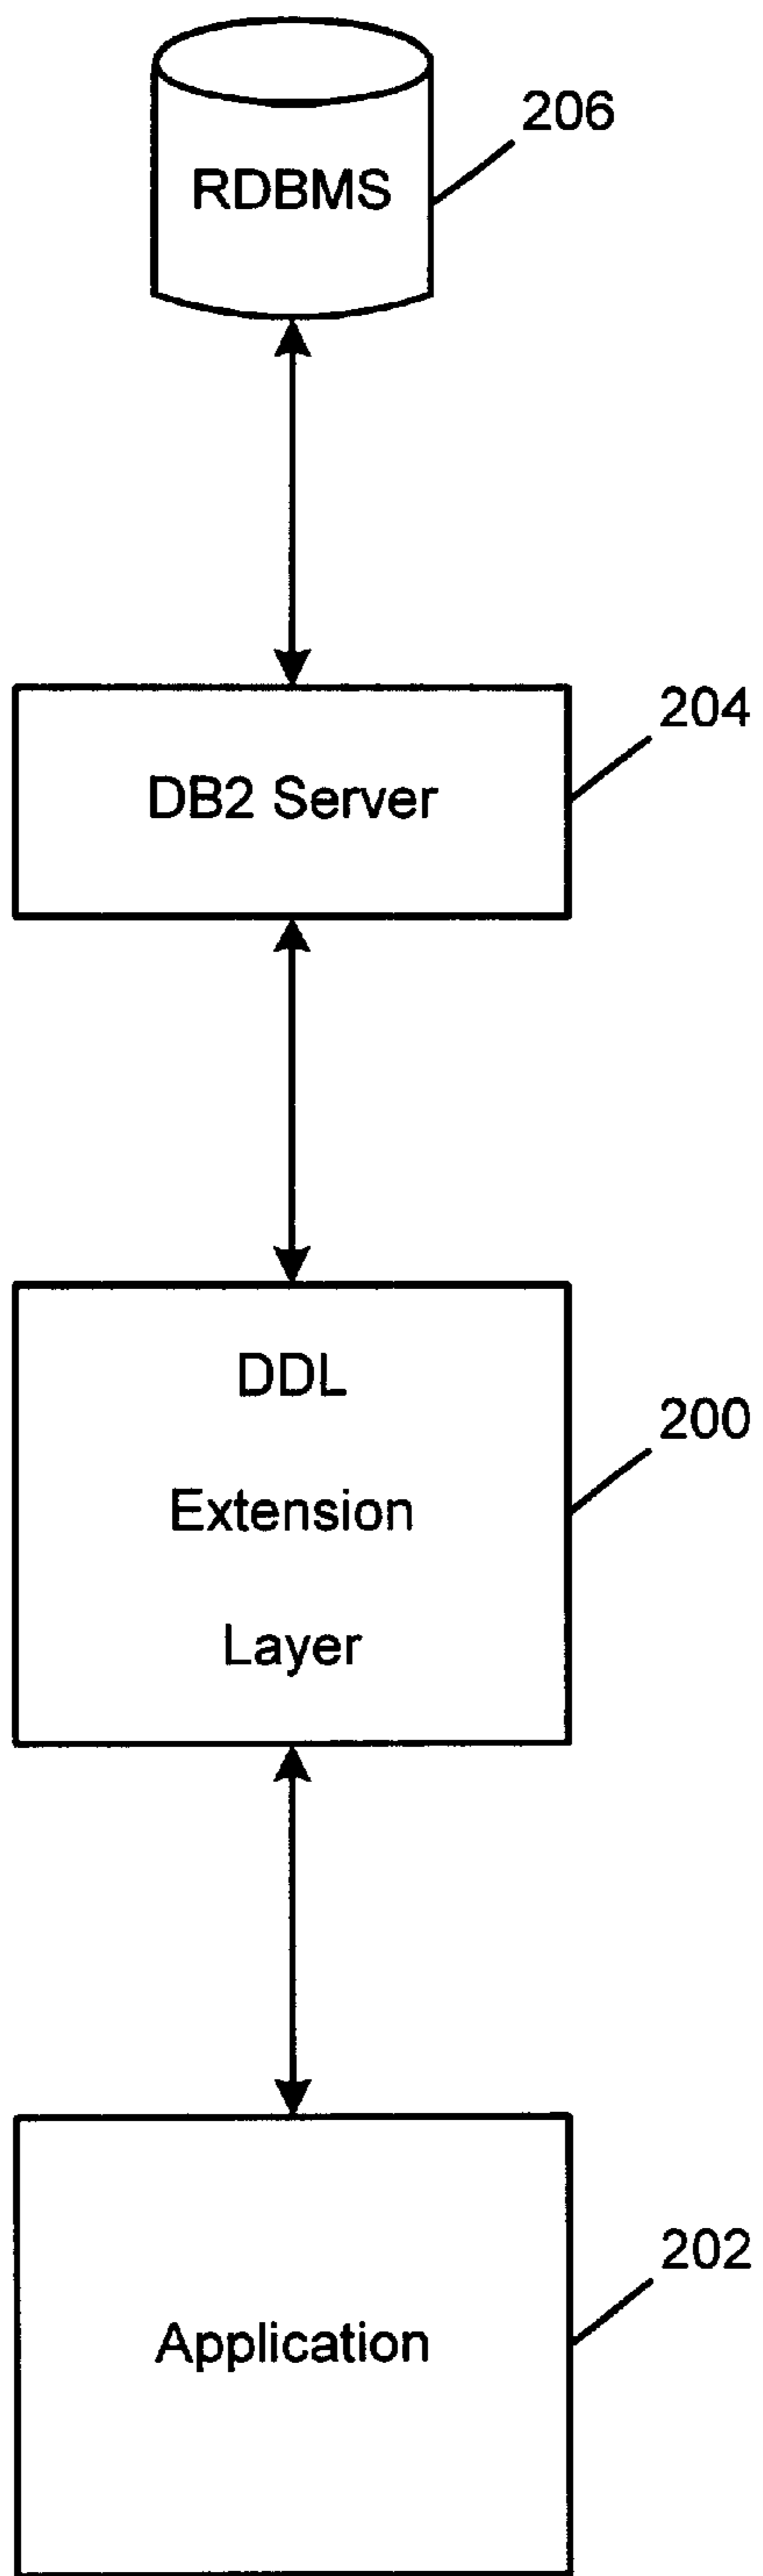 206
RDBMS
204
DB2 Server
DDL
200
Extension
Layer
202
Application